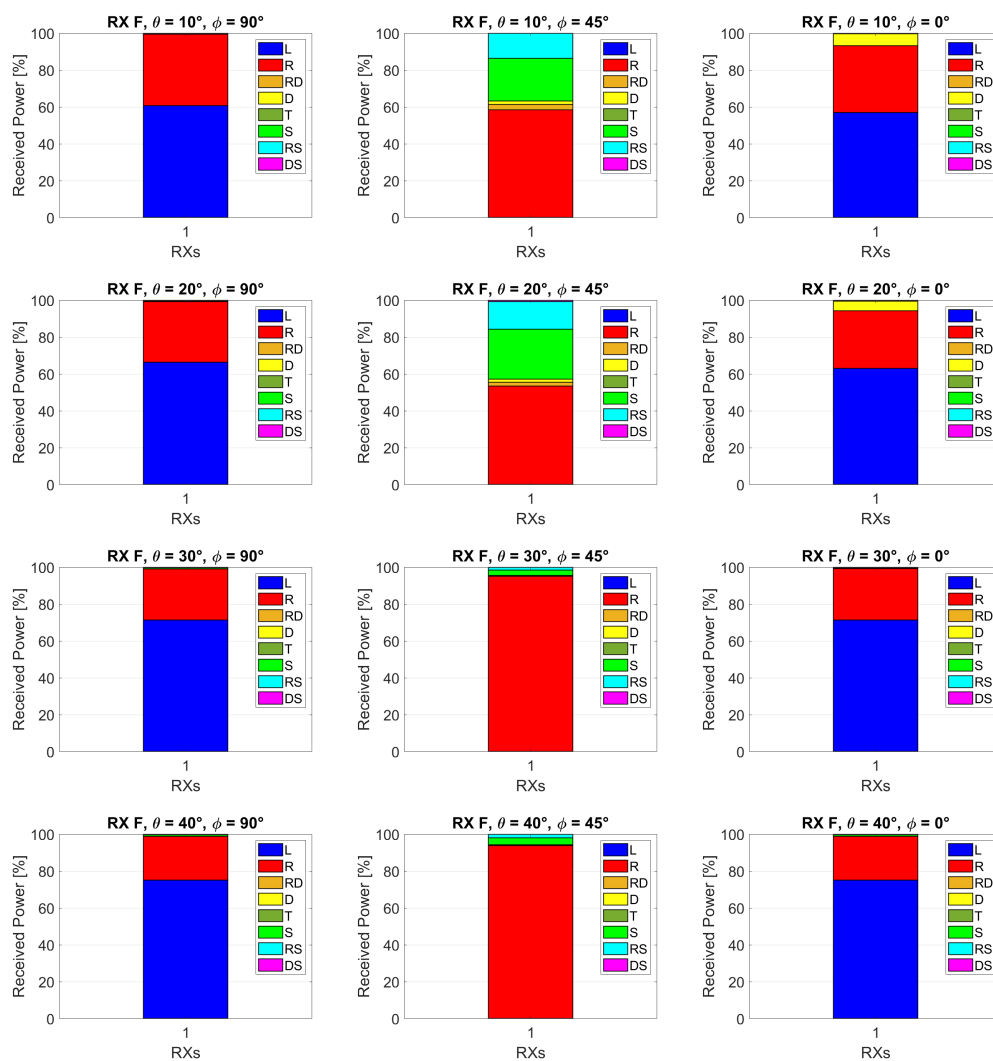 RX F, θ = 10°, ϕ = 90°
Received Power [%]
100
80
60
40
20
0
1
RXs
L
R
RD
D
T
S
RS
DS
RX F, θ = 10°, ϕ = 45°
Received Power [%]
100
80
60
40
20
0
1
RXs
L
R
RD
D
T
S
RS
DS
RX F, θ = 10°, ϕ = 0°
Received Power [%]
100
80
60
40
20
0
1
RXs
L
R
RD
D
T
S
RS
DS
RX F, θ = 20°, ϕ = 90°
Received Power [%]
100
80
60
40
20
0
1
RXs
L
R
RD
D
T
S
RS
DS
RX F, θ = 20°, ϕ = 45°
Received Power [%]
100
80
60
40
20
0
1
RXs
L
R
RD
D
T
S
RS
DS
RX F, θ = 20°, ϕ = 0°
Received Power [%]
100
80
60
40
20
0
1
RXs
L
R
RD
D
T
S
RS
DS
RX F, θ = 30°, ϕ = 90°
Received Power [%]
100
80
60
40
20
0
1
RXs
L
R
RD
D
T
S
RS
DS
RX F, θ = 30°, ϕ = 45°
Received Power [%]
100
80
60
40
20
0
1
RXs
L
R
RD
D
T
S
RS
DS
RX F, θ = 30°, ϕ = 0°
Received Power [%]
100
80
60
40
20
0
1
RXs
L
R
RD
D
T
S
RS
DS
RX F, θ = 40°, ϕ = 90°
Received Power [%]
100
80
60
40
20
0
1
RXs
L
R
RD
D
T
S
RS
DS
RX F, θ = 40°, ϕ = 45°
Received Power [%]
100
80
60
40
20
0
1
RXs
L
R
RD
D
T
S
RS
DS
RX F, θ = 40°, ϕ = 0°
Received Power [%]
100
80
60
40
20
0
1
RXs
L
R
RD
D
T
S
RS
DS